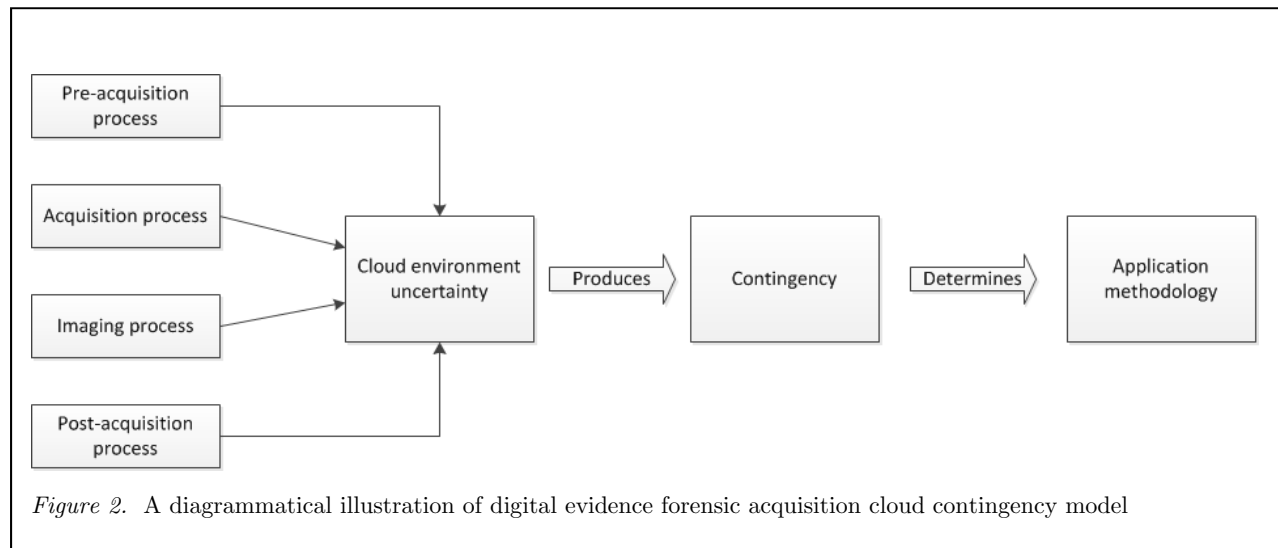 Pre-acquisition
process
Acquisition process
Imaging process
Post-acquisition
process
Cloud environment
uncertainty
Produces
Contingency
Determines
Application
methodology
Figure 2. A diagrammatical illustration of digital evidence forensic acquisition cloud contingency model